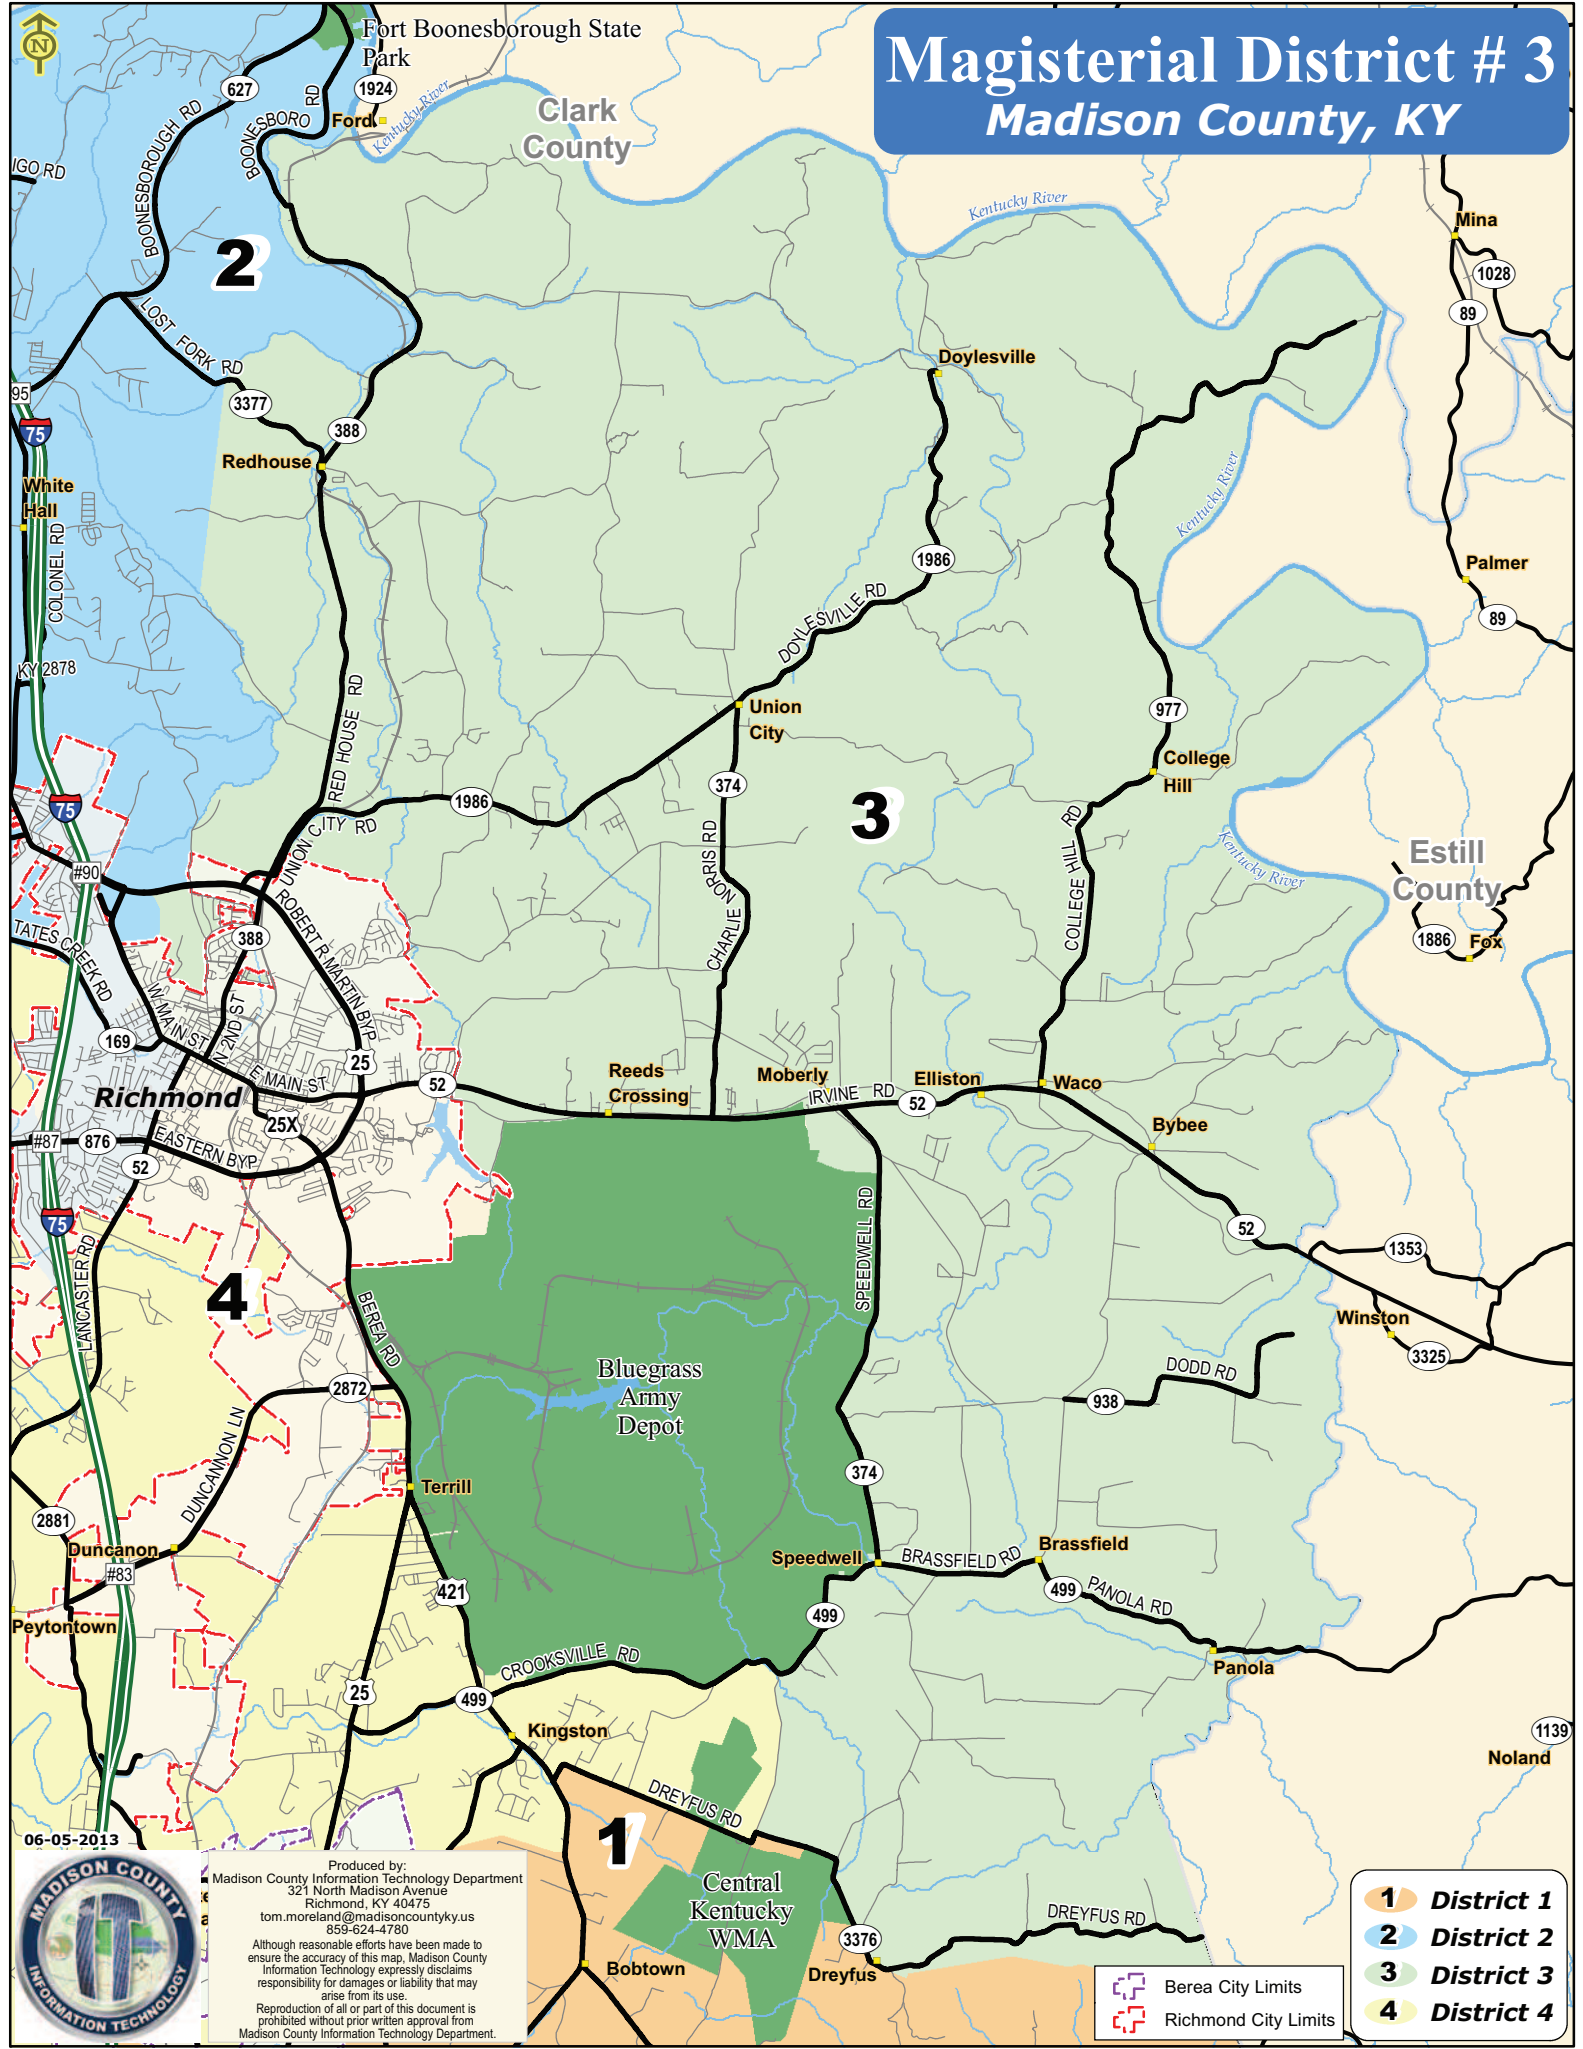 Magisterial District # 3
Madison County, KY
N
Fort Boonesborough State
Park
627
1924
BOONESBORO RD
Ford
Kentucky River
Clark
County
BOONESBOROUGH RD
IGO RD
Kentucky River
Mina
1028
89
2
LOST FORK RD
Doylesville
95
3377
388
75
Redhouse
White
Hall
Kentucky River
COLONEL RD
1986
Palmer
89
DOYLESVILLE RD
KY 2878
RED HOUSE RD
Union
City
977
College
Hill
374
75
1986
UNION CITY RD
3
COLLEGE HILL RD
Kentucky River
Estill
County
#90
CHARLIE NORRIS RD
ROBERT R MARTIN BYP
388
1886
Fox
TATES CREEK RD
W MAIN ST
N 2ND ST
169
25
E MAIN ST
52
Reeds
Crossing
Moberly
IRVINE RD
52
Elliston
Waco
Richmond
25X
Bybee
#87
876
EASTERN BYP
52
75
SPEEDWELL RD
52
1353
LANCASTER RD
4
BEREA RD
Winston
3325
Bluegrass
Army
Depot
DODD RD
2872
938
DUNCANNON LN
374
Terrill
2881
Duncanon
#83
Speedwell
BRASSFIELD RD
Brassfield
421
499
PANOLA RD
499
Peytontown
CROOKSVILLE RD
Panola
25
499
Kingston
1139
Noland
DREYFUS RD
1
06-05-2013
Central
Kentucky
WMA
DREYFUS RD
3376
Bobtown
Dreyfus
MADISON COUNTY
IT
INFORMATION TECHNOLOGY
Produced by:
Madison County Information Technology Department
321 North Madison Avenue
Richmond, KY 40475
tom.moreland@madisoncountyky.us
859-624-4780
Although reasonable efforts have been made to
ensure the accuracy of this map, Madison County
Information Technology expressly disclaims
responsibility for damages or liability that may
arise from its use.
Reproduction of all or part of this document is
prohibited without prior written approval from
Madison County Information Technology Department.
Berea City Limits
Richmond City Limits
1 District 1
2 District 2
3 District 3
4 District 4